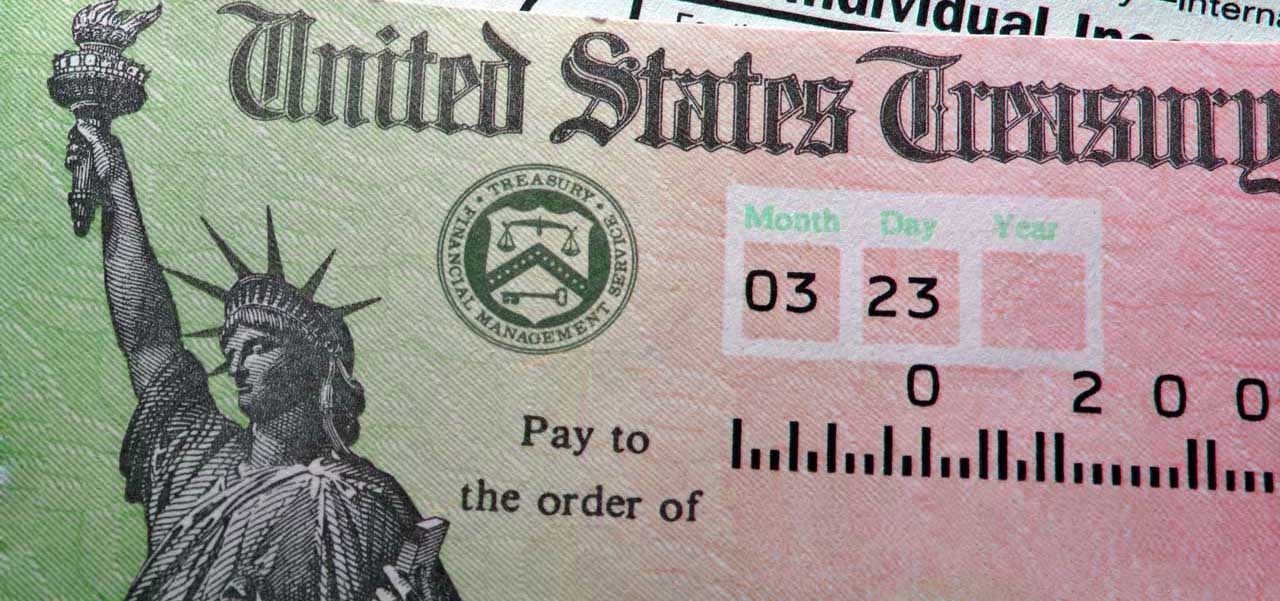 Individual
United States Treasury
TREASURY
FINANCIAL MANAGEMENT SERVICE
Month Day Year
03 23
0 2 0 0
Pay to
the order of